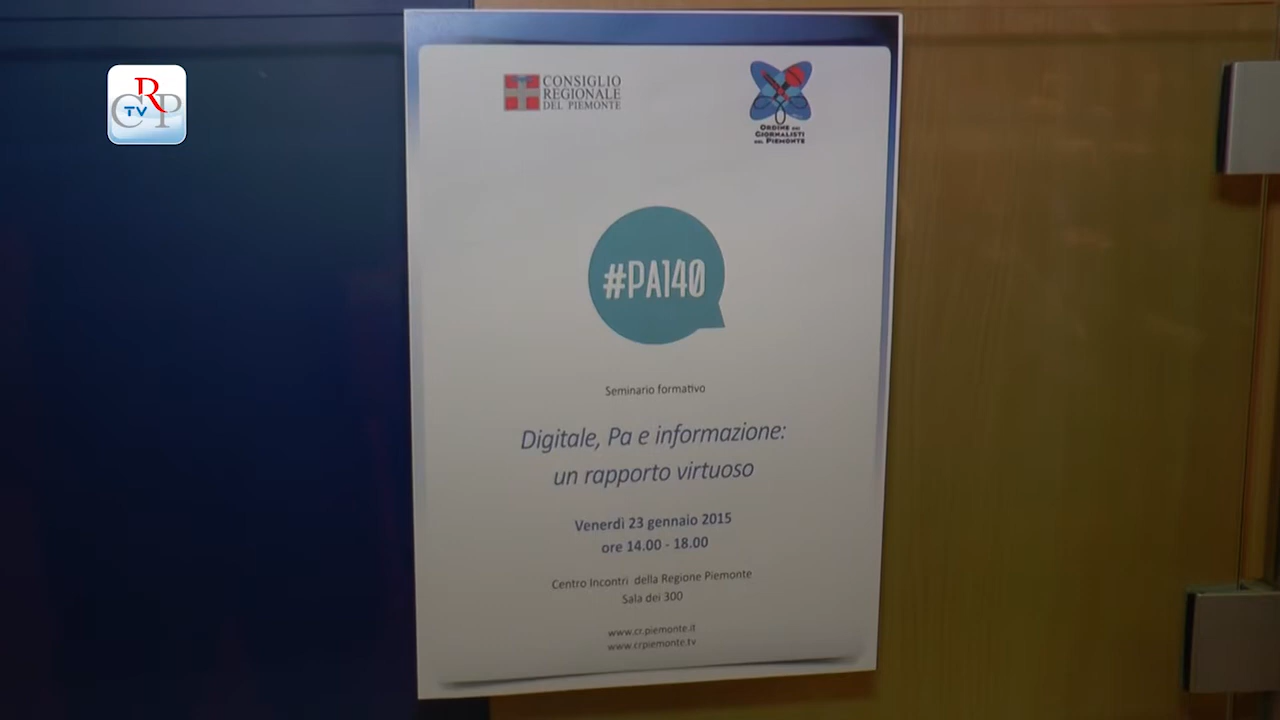 CRP
TV
CONSIGLIO
REGIONALE
DEL PIEMONTE
ORDINE DEI
GIORNALISTI
DEL PIEMONTE
#PA140
Seminario formativo
Digitale, Pa e informazione:
un rapporto virtuoso
Venerdì 23 gennaio 2015
ore 14.00 - 18.00
Centro Incontri della Regione Piemonte
Sala dei 300
www.cr.piemonte.it
www.crpiemonte.tv